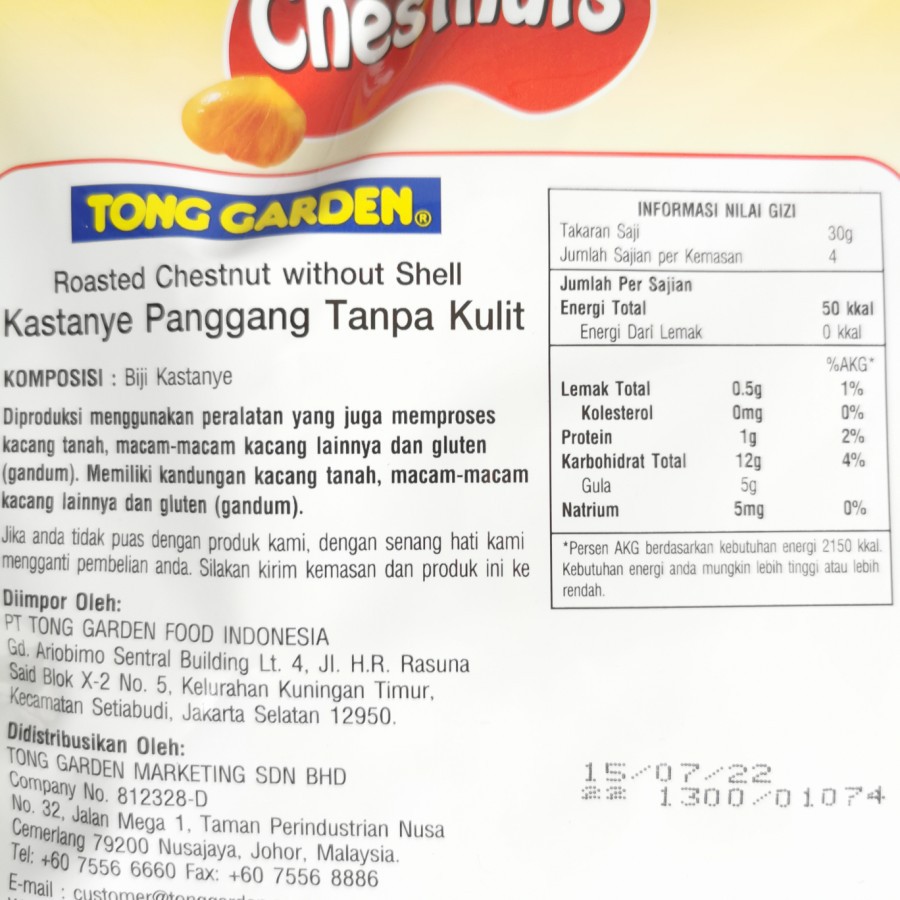 Chestnuts
TONG GARDEN®
Roasted Chestnut without Shell
Kastanye Panggang Tanpa Kulit
KOMPOSISI : Biji Kastanye
Diproduksi menggunakan peralatan yang juga memproses
kacang tanah, macam-macam kacang lainnya dan gluten
(gandum). Memiliki kandungan kacang tanah, macam-macam
kacang lainnya dan gluten (gandum).
Jika anda tidak puas dengan produk kami, dengan senang hati kami
mengganti pembelian anda. Silakan kirim kemasan dan produk ini ke
Diimpor Oleh:
PT TONG GARDEN FOOD INDONESIA
Gd. Ariobimo Sentral Building Lt. 4, Jl. H.R. Rasuna
Said Blok X-2 No. 5, Kelurahan Kuningan Timur,
Kecamatan Setiabudi, Jakarta Selatan 12950.
Didistribusikan Oleh:
TONG GARDEN MARKETING SDN BHD
Company No. 812328-D
No. 32, Jalan Mega 1, Taman Perindustrian Nusa
Cemerlang 79200 Nusajaya, Johor, Malaysia.
Tel: +60 7556 6660 Fax: +60 7556 8886
E-mail :
INFORMASI NILAI GIZI
Takaran Saji 30g
Jumlah Sajian per Kemasan 4
Jumlah Per Sajian
Energi Total 50 kkal
Energi Dari Lemak 0 kkal
%AKG*
Lemak Total 0.5g 1%
Kolesterol 0mg 0%
Protein 1g 2%
Karbohidrat Total 12g 4%
Gula 5g
Natrium 5mg 0%
*Persen AKG berdasarkan kebutuhan energi 2150 kkal.
Kebutuhan energi anda mungkin lebih tinggi atau lebih
rendah.
15/07/22
1300/01074